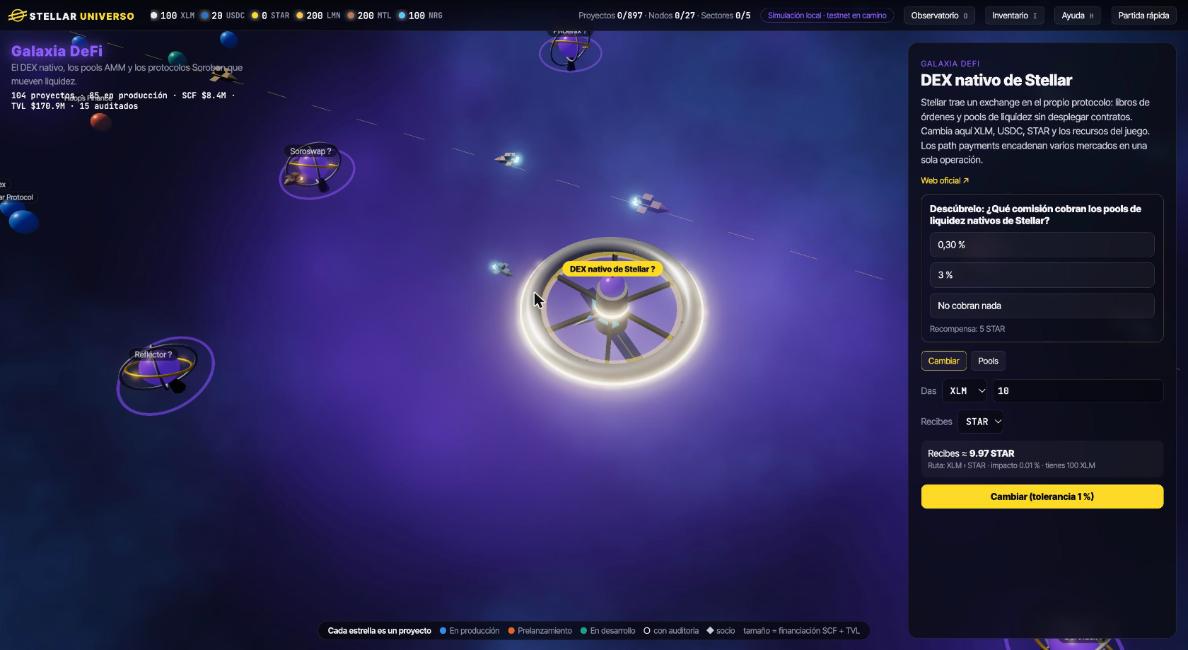 STELLAR UNIVERSO
100 XLM 20 USDC 0 STAR 200 LMN 200 MTL 100 NRG
Proyectos 0/897 · Nodos 0/27 · Sectores 0/5
Simulación local · testnet en camino
Observatorio O
Inventario I
Ayuda H
Partida rápida
Galaxia DeFi
El DEX nativo, los pools AMM y los protocolos Soroban que
mueven liquidez.
104 proyectos · 85 en producción · SCF $8.4M ·
TVL $170.9M · 15 auditados
Soroswap ?
ex
ar Protocol
DEX nativo de Stellar ?
Reflector ?
GALAXIA DEFI
DEX nativo de Stellar
Stellar trae un exchange en el propio protocolo: libros de
órdenes y pools de liquidez sin desplegar contratos.
Cambia aquí XLM, USDC, STAR y los recursos del juego.
Los path payments encadenan varios mercados en una
sola operación.
Web oficial ↗
Descúbrelo: ¿Qué comisión cobran los pools de
liquidez nativos de Stellar?
0,30 %
3 %
No cobran nada
Recompensa: 5 STAR
Cambiar Pools
Das XLM 10
Recibes STAR
Recibes ≈ 9.97 STAR
Ruta: XLM › STAR · impacto 0.01 % · tienes 100 XLM
Cambiar (tolerancia 1 %)
Cada estrella es un proyecto En producción Prelanzamiento En desarrollo con auditoría socio tamaño = financiación SCF + TVL